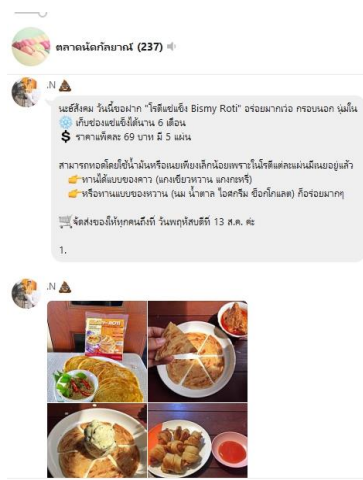 ตลาดนัดกัลยาณ์ (237)
.N
นะฮัสังคม วันนี้ขอฝาก "โรตีแช่แข็ง Bismy Roti" อร่อยมากเว่อ กรอบนอก นุ่มใน
เก็บช่องแช่แข็งได้นาน 6 เดือน
ราคาแพ็คละ 69 บาท มี 5 แผ่น
สามารถทอดโดยใช้น้ำมันหรือเนยเพียงเล็กน้อยเพราะในโรตีแต่ละแผ่นมีเนยอยู่แล้ว
ทานได้แบบของคาว (แกงเขียวหวาน แกงกะหรี่)
หรือทานแบบของหวาน (นม น้ำตาล ไอศกรีม ช็อกโกแลต) ก็อร่อยมากๆ
จัดส่งของให้ทุกคนถึงที่ วันพฤหัสบดีที่ 13 ส.ค. ค่ะ
1.
.N